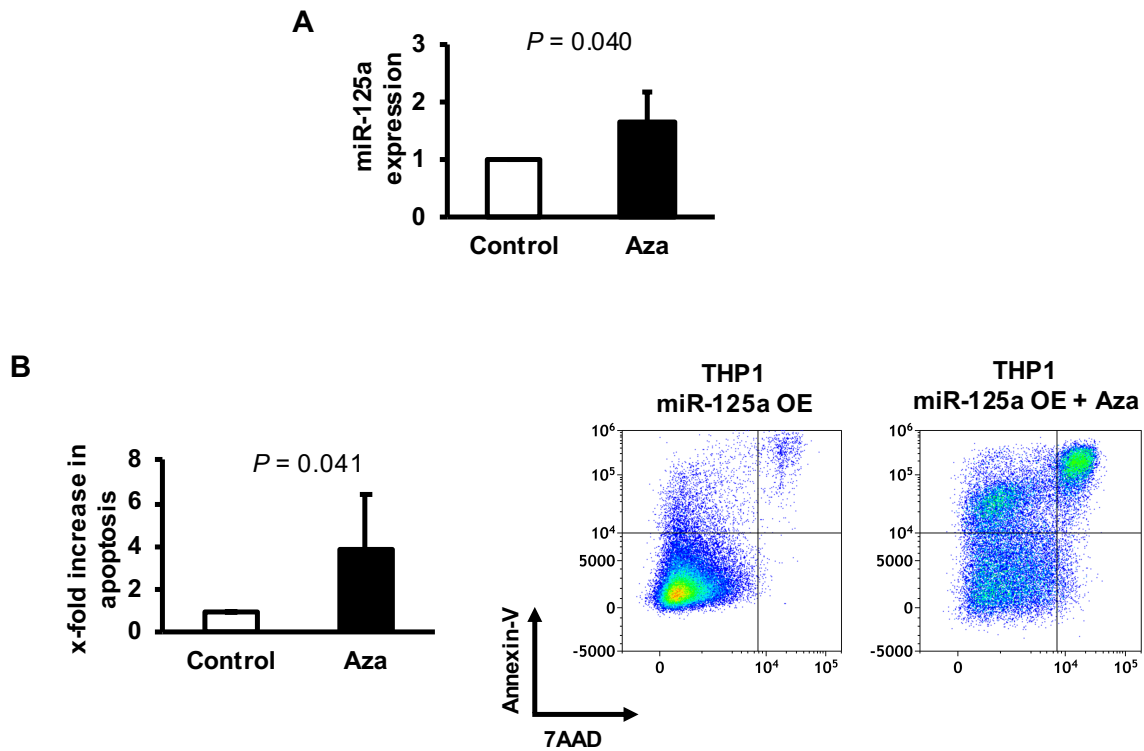 A
P = 0.040
miR-125a
expression
3
2
1
0
Control
Aza
B
P = 0.041
x-fold increase in
apoptosis
8
6
4
2
0
Control
Aza
THP1
miR-125a OE
10⁶
10⁵
10⁴
5000
0
-5000
0
10⁴
10⁵
THP1
miR-125a OE + Aza
10⁶
10⁵
10⁴
5000
0
-5000
0
10⁴
10⁵
Annexin-V
7AAD